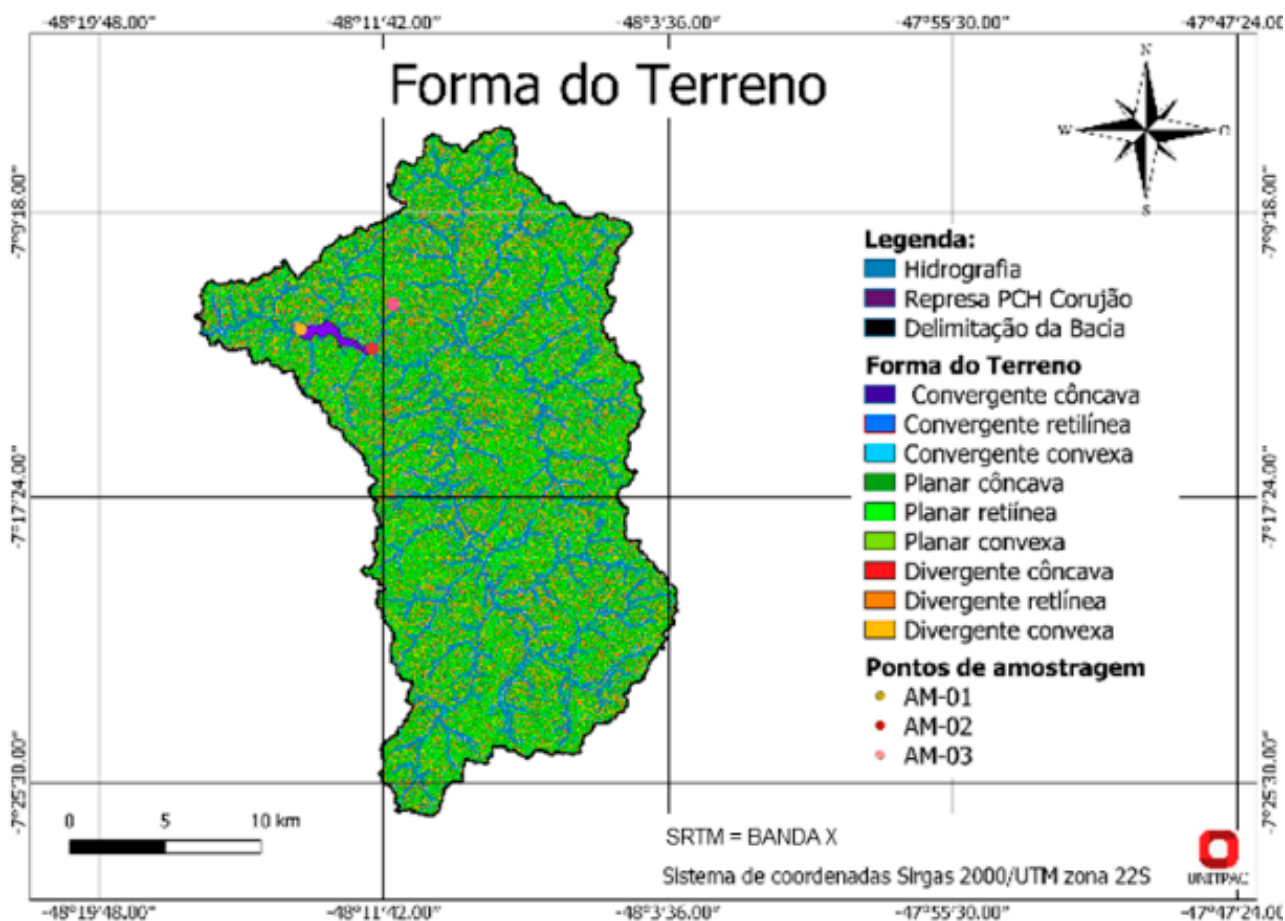 -48°19'48.00" -48°11'42.00" -48°3'36.00" -47°55'30.00" -47°47'24.00"
Forma do Terreno
N
W O
S
-7°9'18.00" -7°9'18.00"
Legenda:
Hidrografia
Represa PCH Corujão
Delimitação da Bacia
Forma do Terreno
Convergente côncava
Convergente retilínea
Convergente convexa
Planar côncava
Planar retiínea
Planar convexa
Divergente côncava
Divergente retlínea
Divergente convexa
-7°17'24.00" -7°17'24.00"
Pontos de amostragem
AM-01
AM-02
AM-03
-7°25'30.00" -7°25'30.00"
0 5 10 km
SRTM = BANDA X
Sistema de coordenadas Sirgas 2000/UTM zona 22S
UNITPAC
-48°19'48.00" -48°11'42.00" -48°3'36.00" -47°55'30.00" -47°47'24.00"